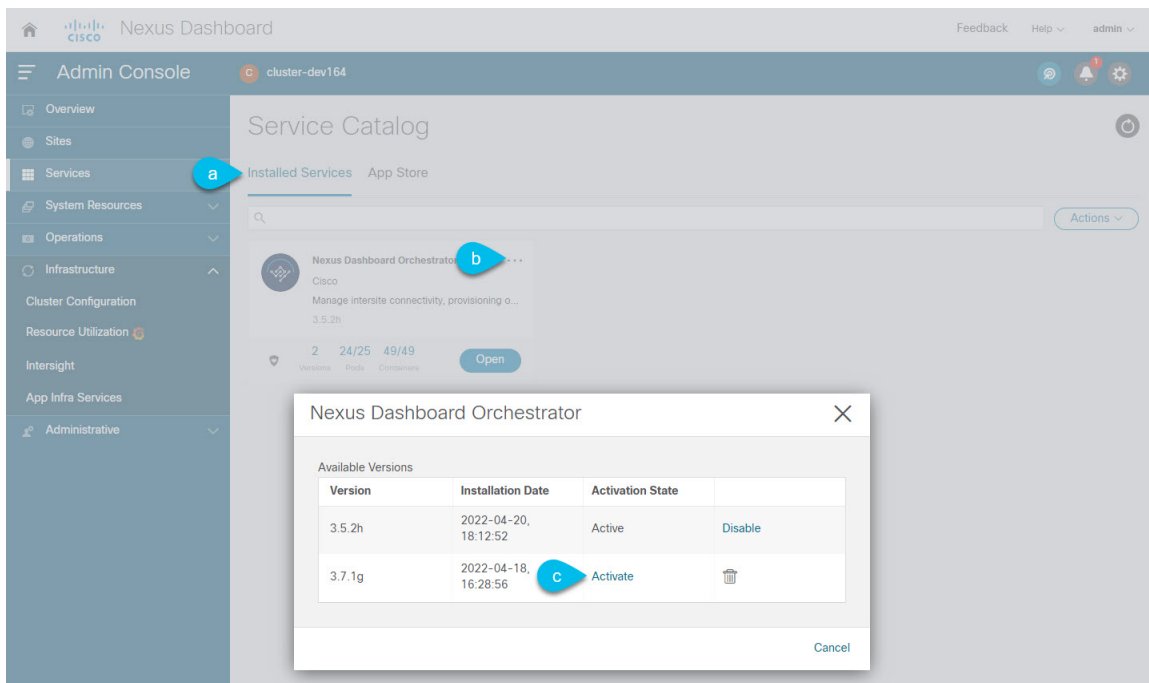 cisco Nexus Dashboard Feedback Help admin
Admin Console C cluster-dev164 1
Overview
Service Catalog
Sites
Services a Installed Services App Store
System Resources
Actions
Operations
Nexus Dashboard Orchestrator b ...
Infrastructure
Cisco
Cluster Configuration Manage intersite connectivity, provisioning o...
3.5.2h
Resource Utilization
2 24/25 49/49 Open
Versions Pods Containers
Intersight
App Infra Services
Administrative
Nexus Dashboard Orchestrator
Available Versions
Version Installation Date Activation State
3.5.2h 2022-04-20, 18:12:52 Active Disable
3.7.1g 2022-04-18, 16:28:56 c Activate
Cancel